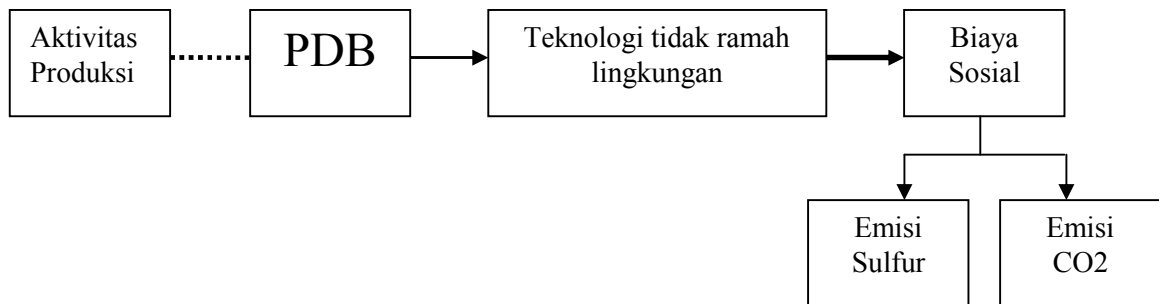 Aktivitas
Produksi
PDB
Teknologi tidak ramah
lingkungan
Biaya
Sosial
Emisi
Sulfur
Emisi
CO2